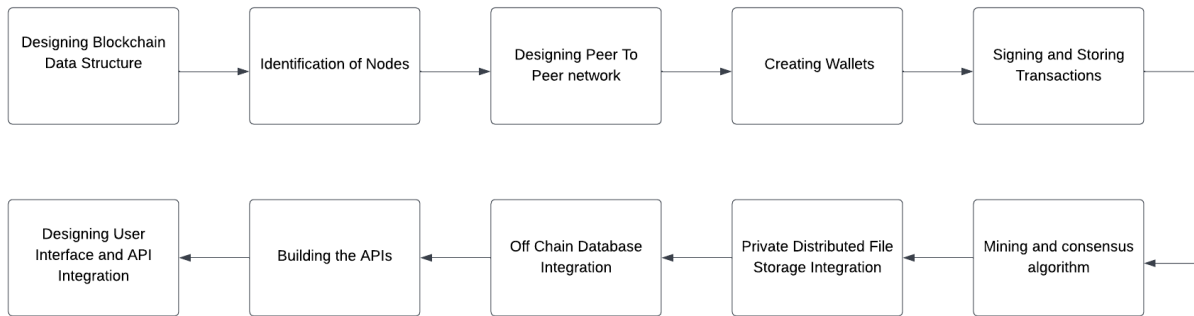 Designing Blockchain
Data Structure
Identification of Nodes
Designing Peer To
Peer network
Creating Wallets
Signing and Storing
Transactions
Mining and consensus
algorithm
Private Distributed File
Storage Integration
Off Chain Database
Integration
Building the APIs
Designing User
Interface and API
Integration